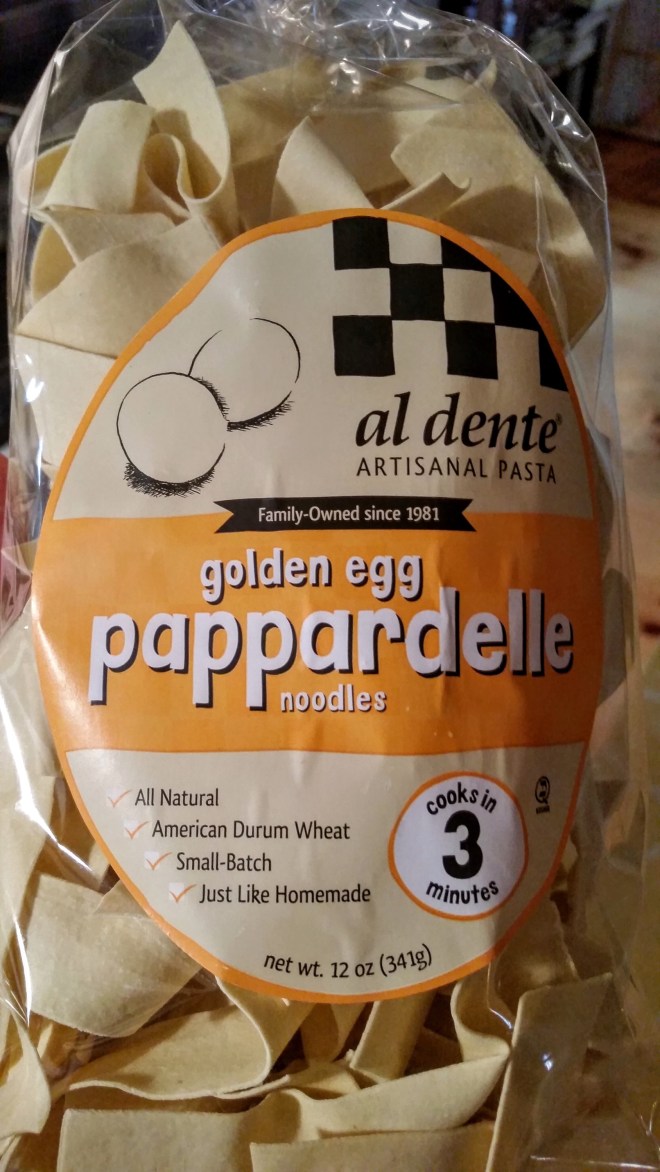 al dente®
ARTISANAL PASTA
Family-Owned since 1981
golden egg
pappardelle
noodles
All Natural
American Durum Wheat
Small-Batch
Just Like Homemade
cooks in
3
minutes
net wt. 12 oz (341g)